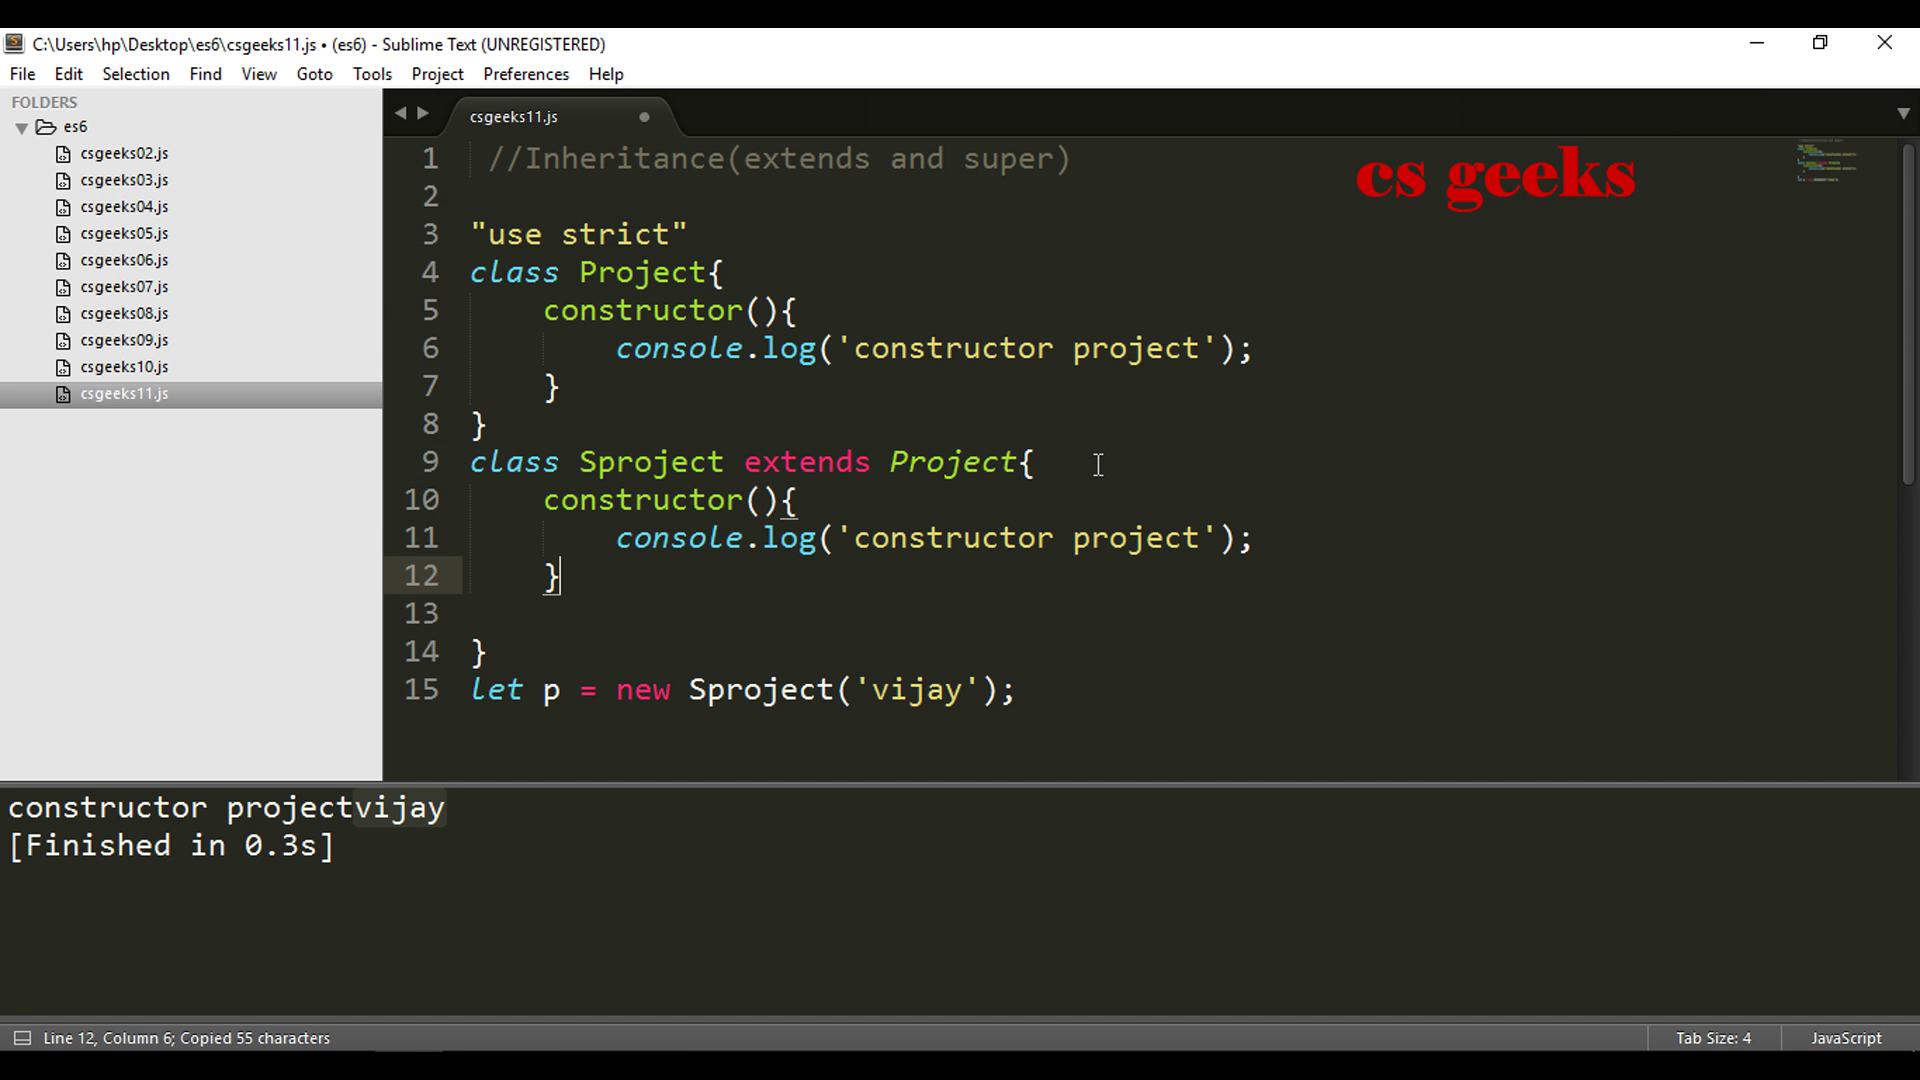 C:\Users\hp\Desktop\es6\csgeeks11.js • (es6) - Sublime Text (UNREGISTERED)
File Edit Selection Find View Goto Tools Project Preferences Help
FOLDERS
es6
csgeeks02.js
csgeeks03.js
csgeeks04.js
csgeeks05.js
csgeeks06.js
csgeeks07.js
csgeeks08.js
csgeeks09.js
csgeeks10.js
csgeeks11.js
csgeeks11.js
cs geeks
1 //Inheritance(extends and super)
2
3 "use strict"
4 class Project{
5 constructor(){
6 console.log('constructor project');
7 }
8 }
9 class Sproject extends Project{
10 constructor(){
11 console.log('constructor project');
12 }
13
14 }
15 let p = new Sproject('vijay');
constructor projectvijay
[Finished in 0.3s]
Line 12, Column 6; Copied 55 characters
Tab Size: 4
JavaScript